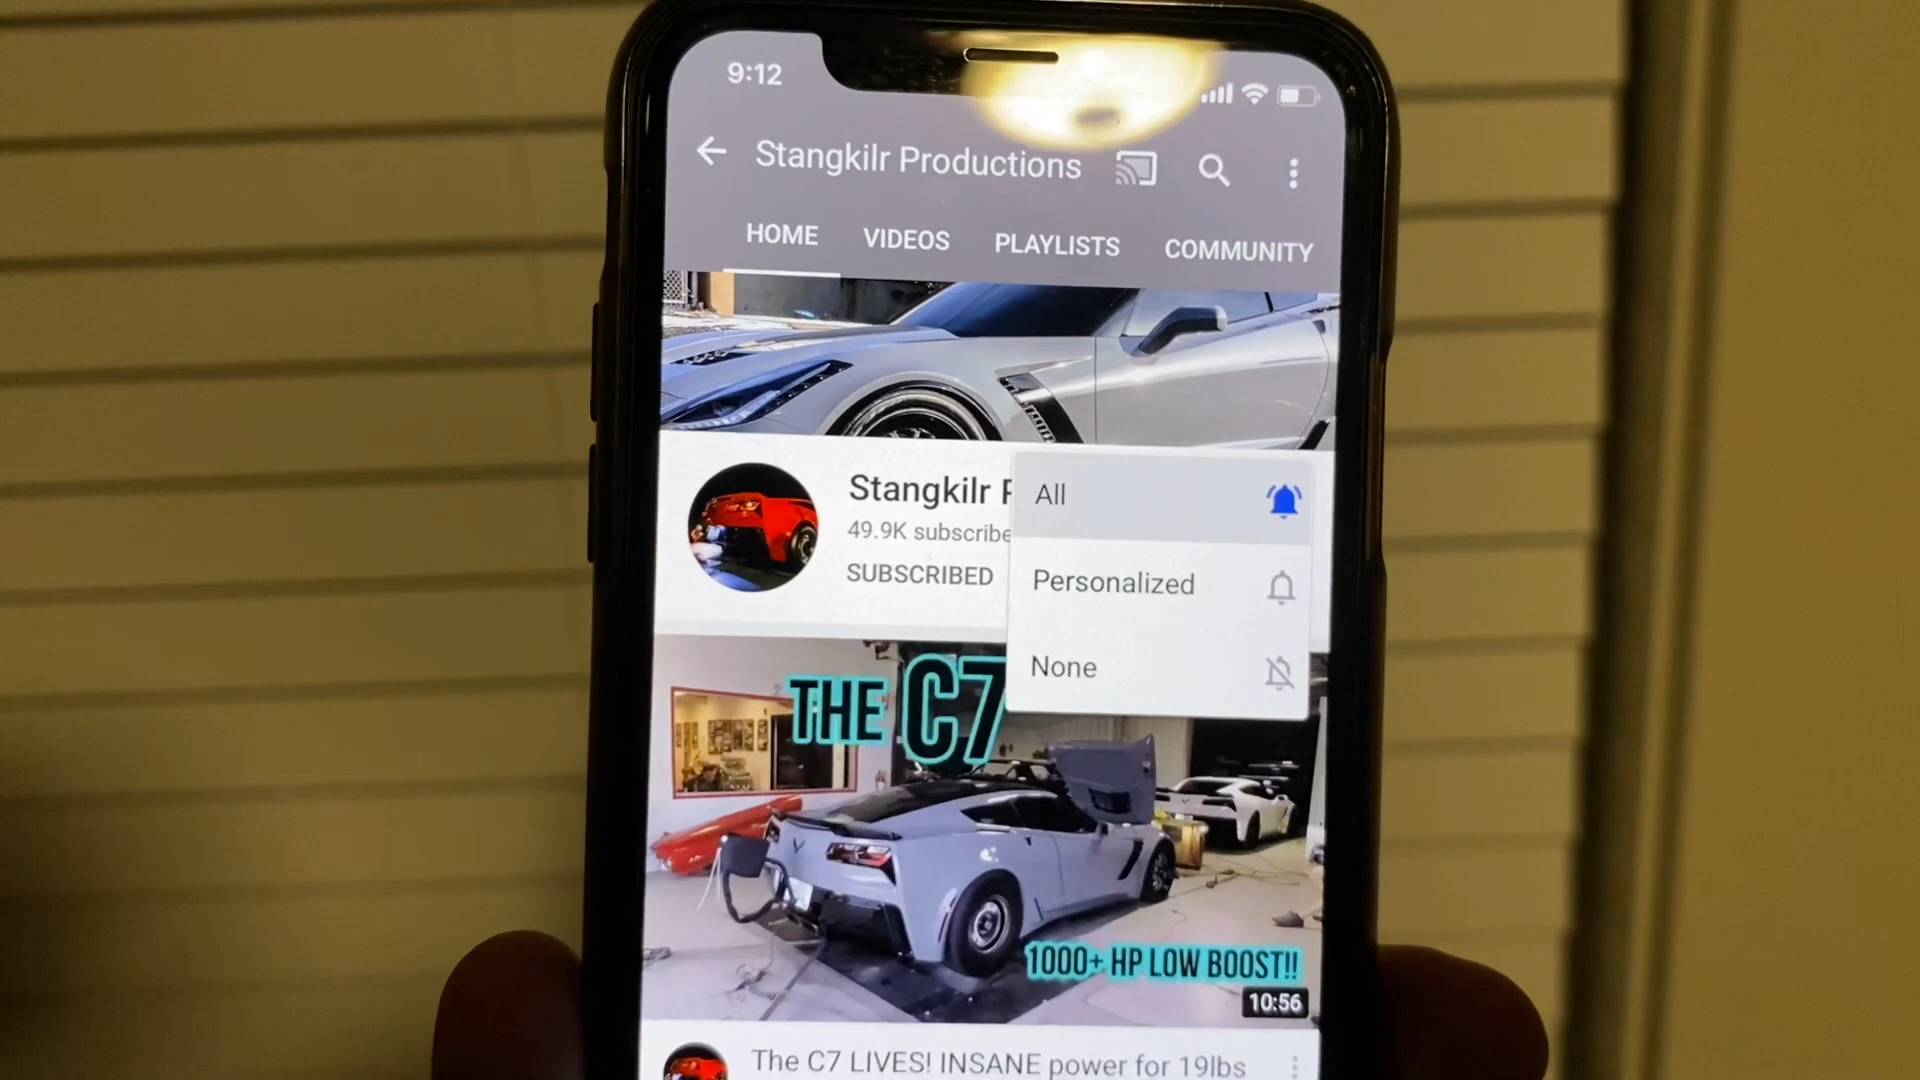 9:12
Stangkilr Productions
HOME VIDEOS PLAYLISTS COMMUNITY
Stangkilr
49.9K subscribe
SUBSCRIBED
All
Personalized
None
THE C7
1000+ HP LOW BOOST!!
10:56
The C7 LIVES! INSANE power for 19lbs